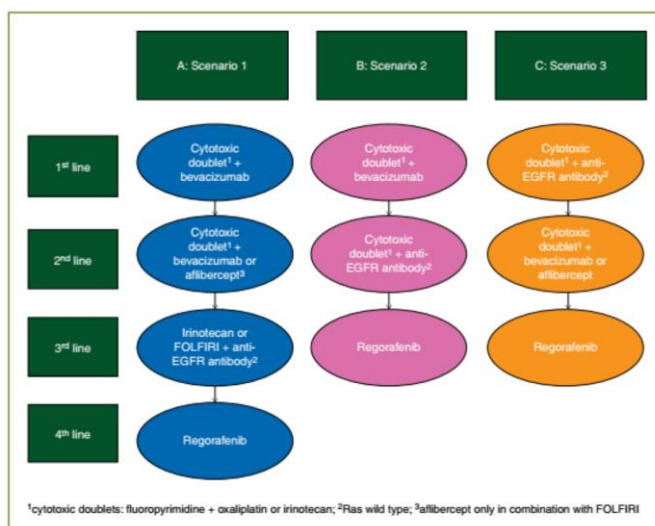 A: Scenario 1
B: Scenario 2
C: Scenario 3
1st line
Cytotoxic
doublet¹ +
bevacizumab
Cytotoxic
doublet¹ +
bevacizumab
Cytotoxic
doublet¹ + anti-
EGFR antibody²
2nd line
Cytotoxic
doublet¹ +
bevacizumab or
aflibercept³
Cytotoxic
doublet¹ + anti-
EGFR antibody²
Cytotoxic
doublet¹ +
bevacizumab or
aflibercept
3rd line
Irinotecan or
FOLFIRI + anti-
EGFR antibody²
Regorafenib
Regorafenib
4th line
Regorafenib
¹cytotoxic doublets: fluoropyrimidine + oxaliplatin or irinotecan; ²Ras wild type; ³aflibercept only in combination with FOLFIRI